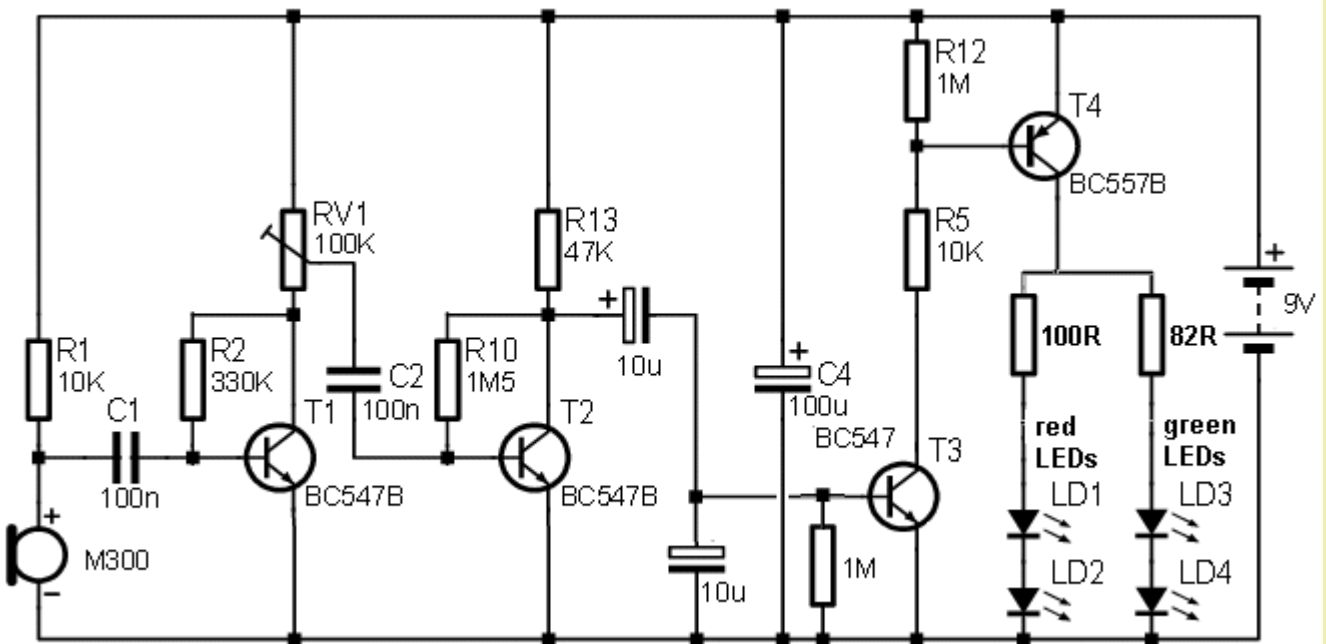 R12
1M
T4
BC557B
RV1
100K
R13
47K
R5
10K
+
9V
R1
10K
R2
330K
C2
100n
R10
1M5
+
10u
+
C4
100u
100R
82R
C1
100n
T1
BC547B
T2
BC547B
BC547
T3
red
LEDs
green
LEDs
LD1
LD3
+
M300
-
10u
1M
LD2
LD4